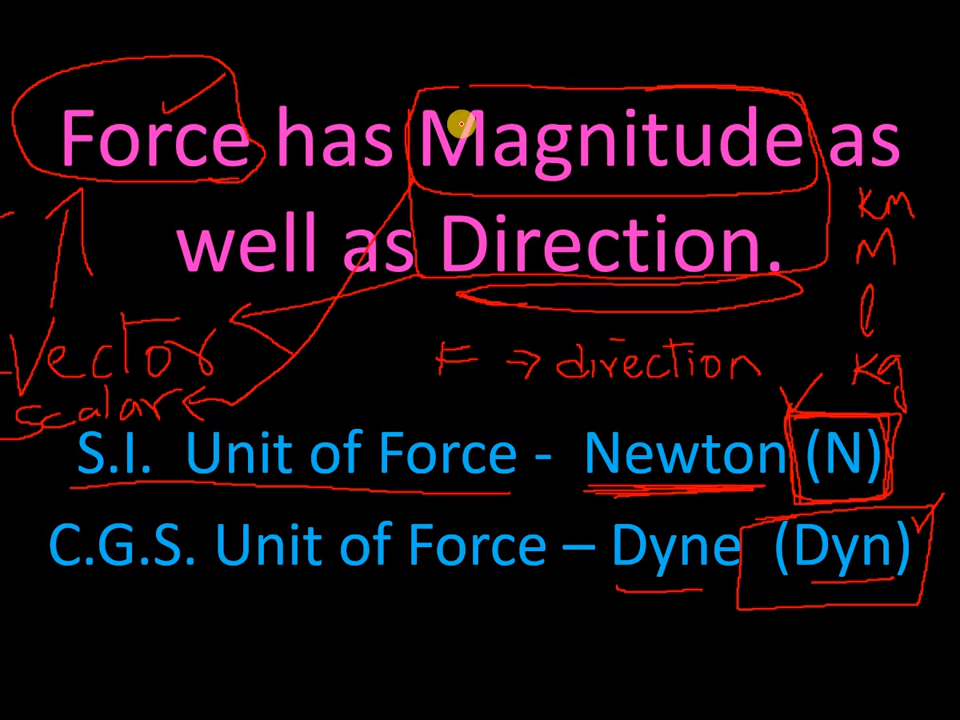 Force has Magnitude as
km
well as Direction.
M
l
Vector
F → direction
kg
scalar
S.I. Unit of Force - Newton (N)
C.G.S. Unit of Force – Dyne (Dyn)